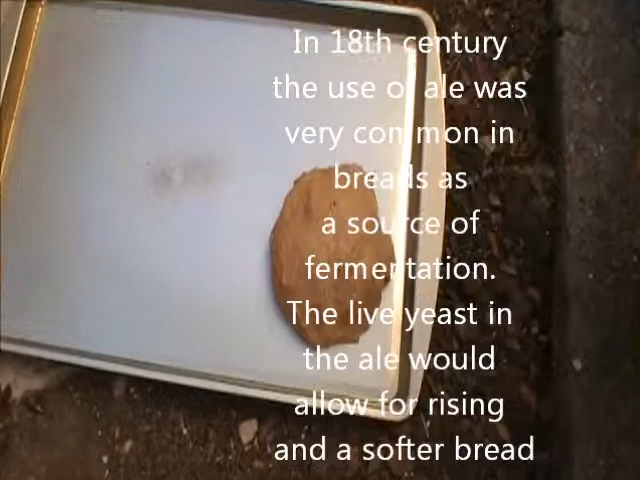 In 18th century
the use of ale was
very common in
breads as
a source of
fermentation.
The live yeast in
the ale would
allow for rising
and a softer bread